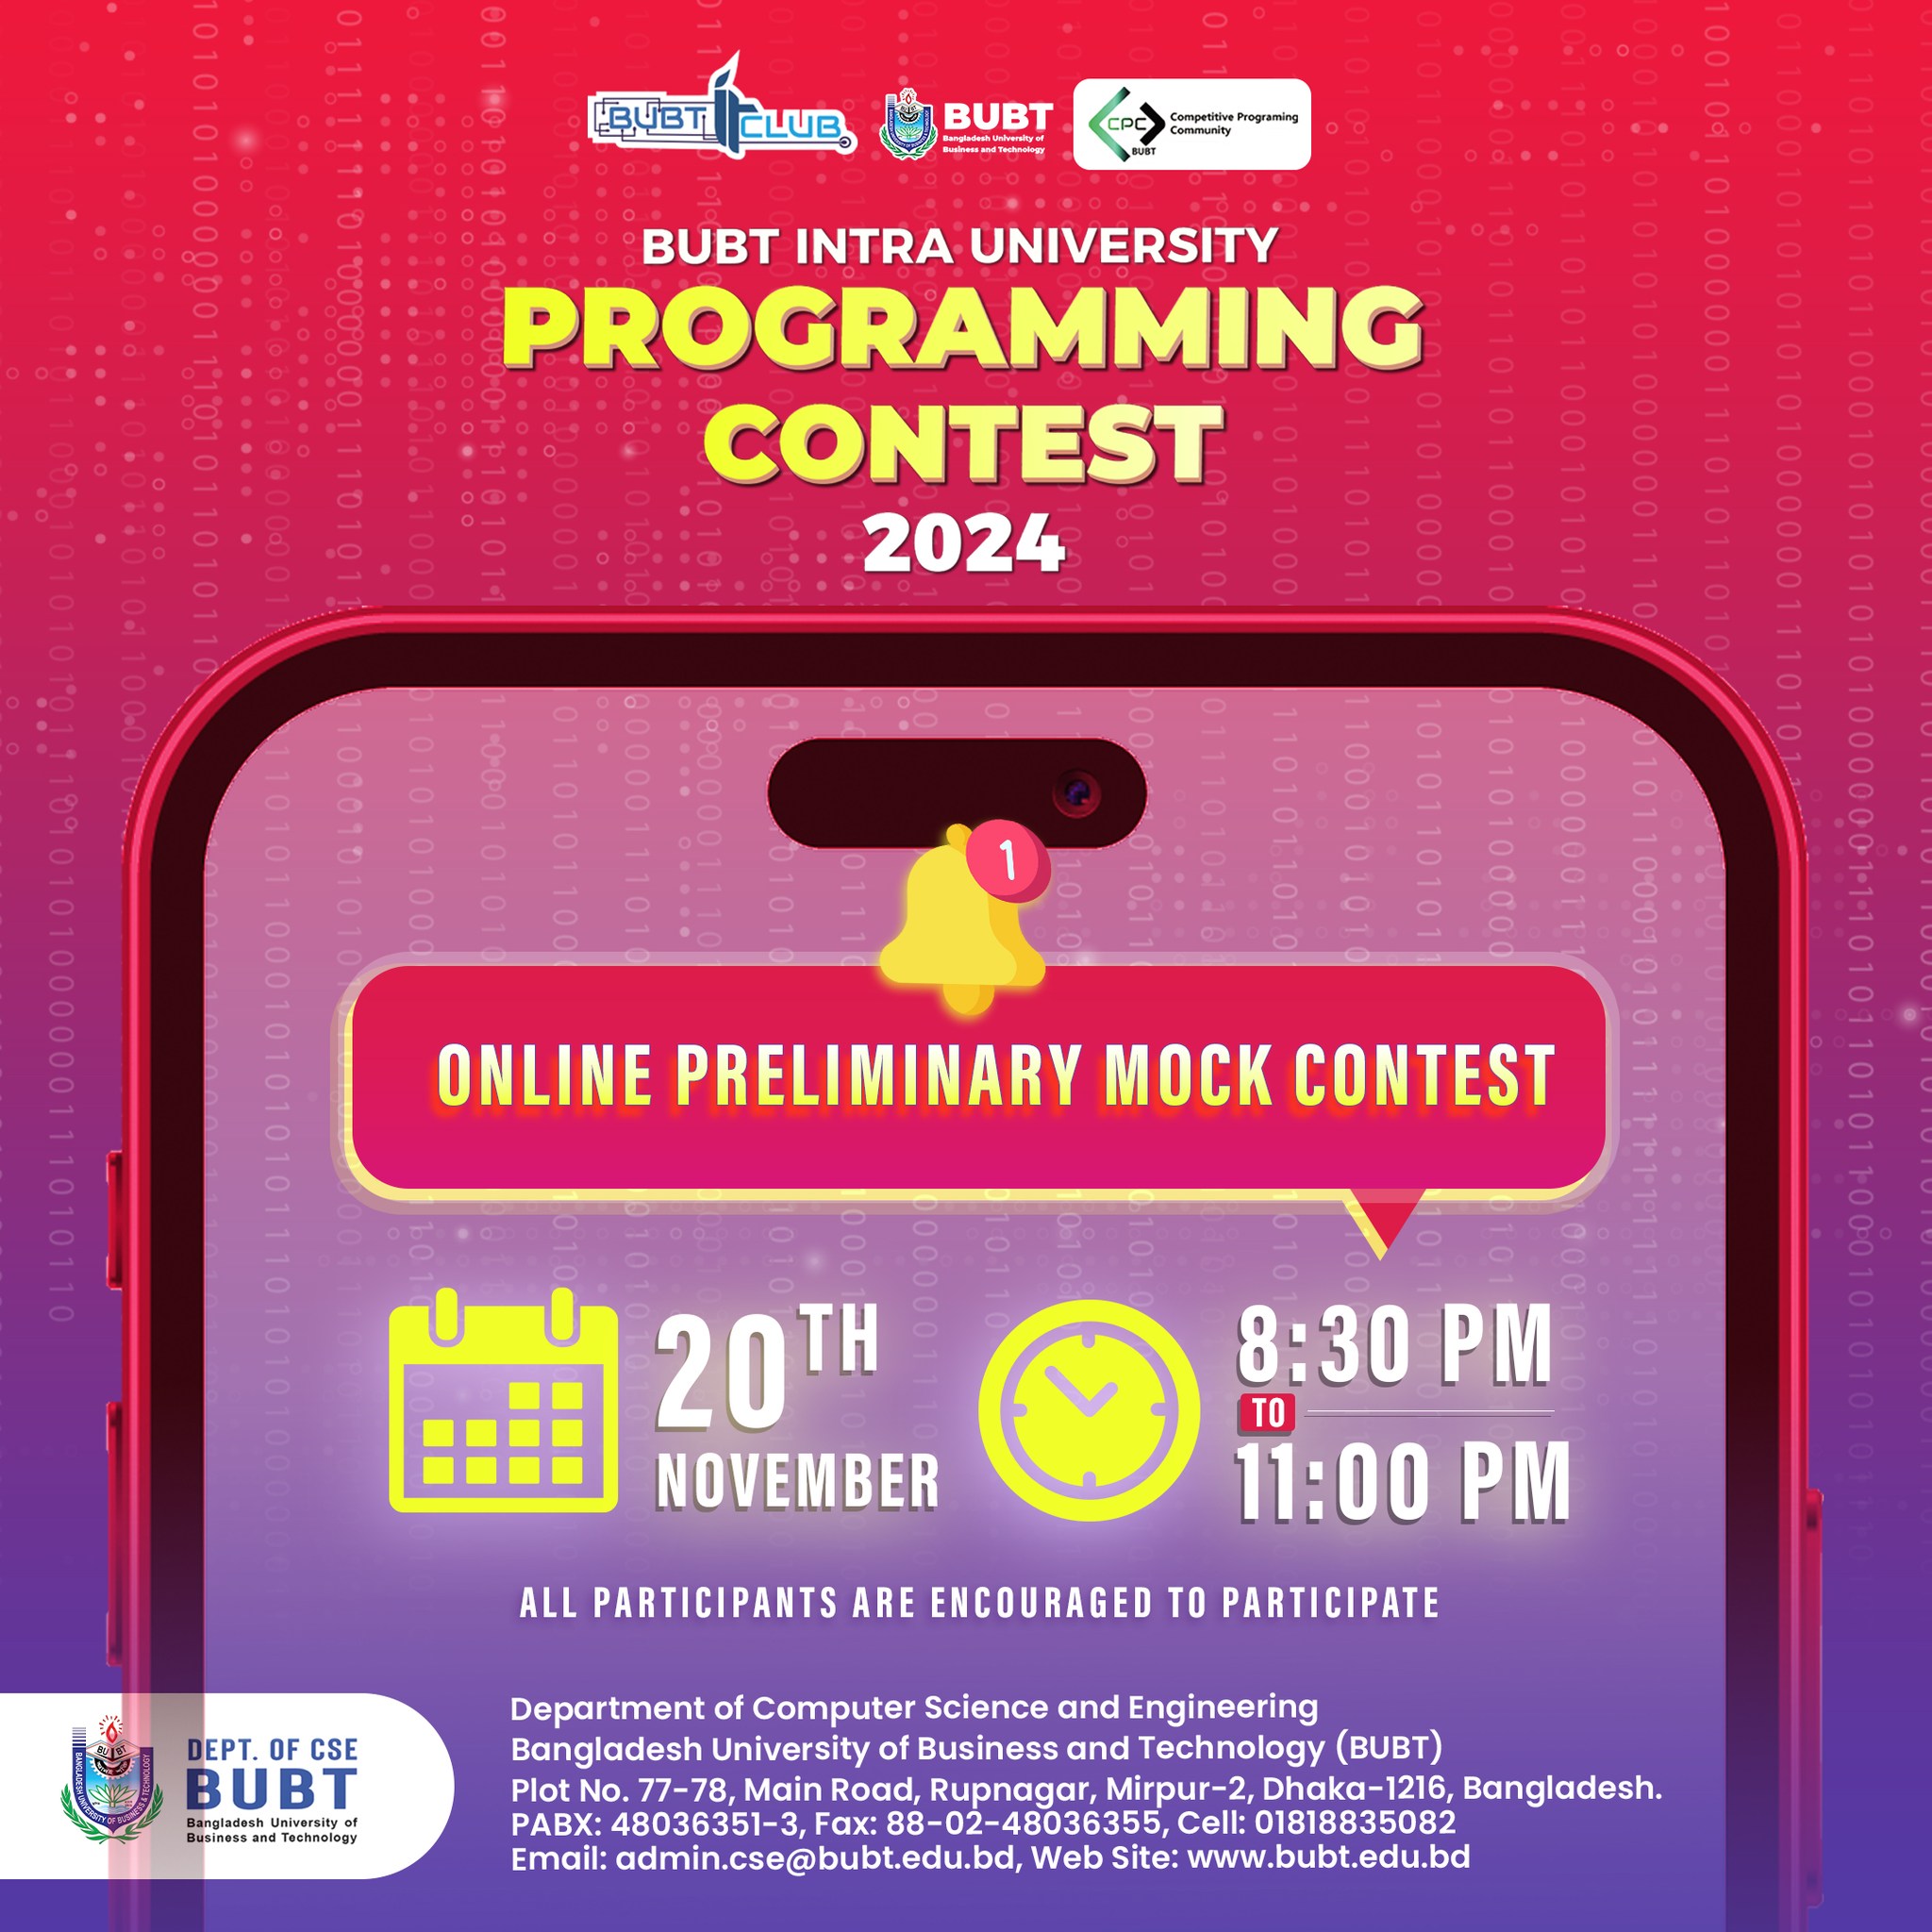 BUBT IT CLUB
BUBT
Bangladesh University of
Business and Technology
CPC
BUBT
Competitive Programing
Community
BUBT INTRA UNIVERSITY
PROGRAMMING
CONTEST
2024
1
ONLINE PRELIMINARY MOCK CONTEST
20TH
NOVEMBER
8:30 PM
TO
11:00 PM
ALL PARTICIPANTS ARE ENCOURAGED TO PARTICIPATE
DEPT. OF CSE
BUBT
Bangladesh University of
Business and Technology
Department of Computer Science and Engineering
Bangladesh University of Business and Technology (BUBT)
Plot No. 77-78, Main Road, Rupnagar, Mirpur-2, Dhaka-1216, Bangladesh.
PABX: 48036351-3, Fax: 88-02-48036355, Cell: 01818835082
Email: admin.cse@bubt.edu.bd, Web Site: www.bubt.edu.bd